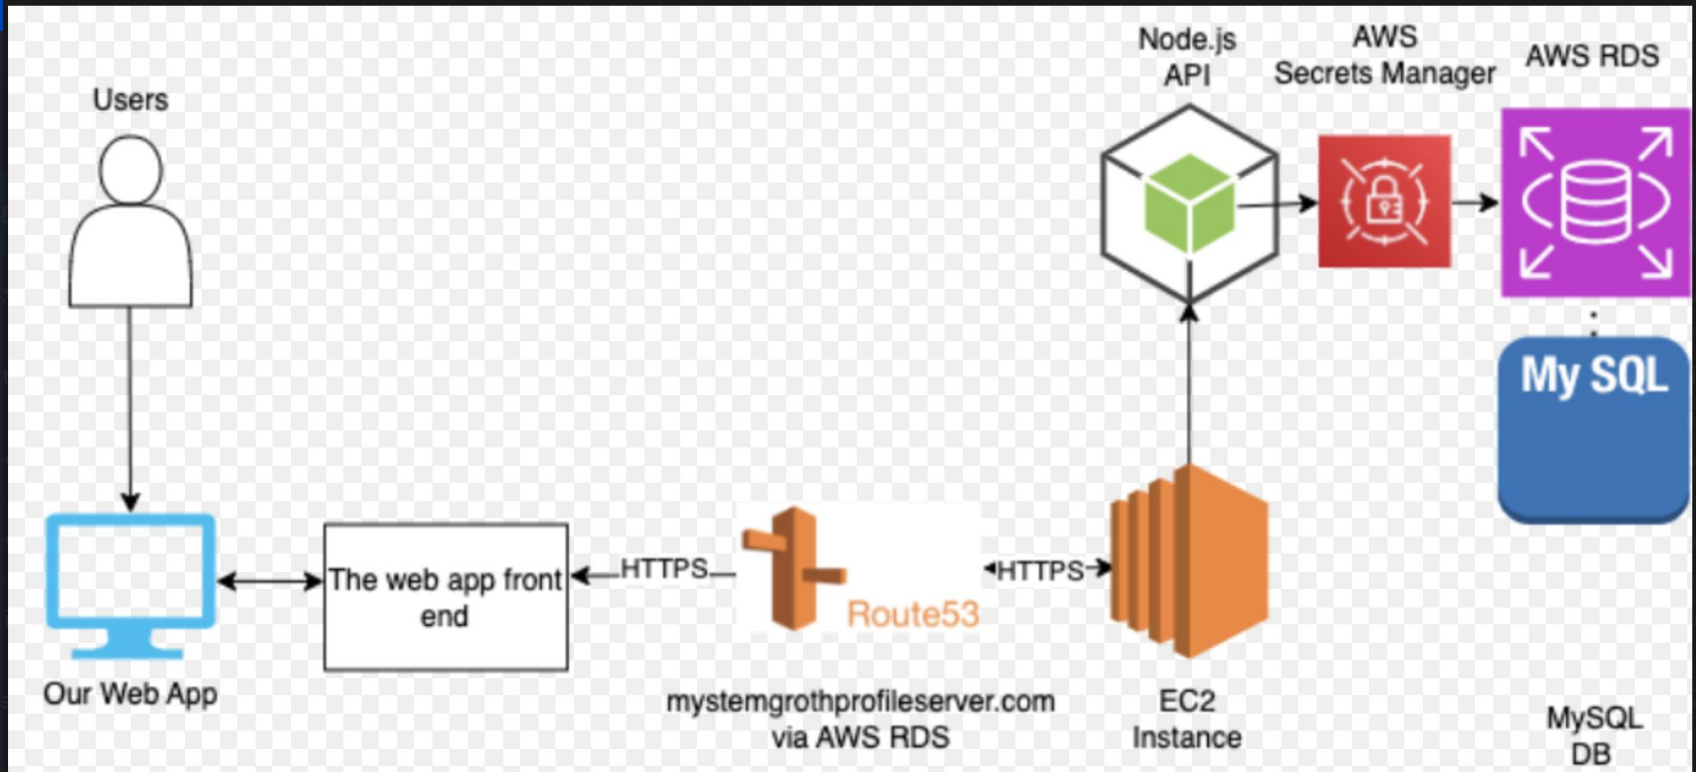 Node.js
API
AWS
Secrets Manager
AWS RDS
Users
My SQL
The web app front
end
HTTPS
HTTPS
Route53
Our Web App
mystemgrothprofileserver.com
via AWS RDS
EC2
Instance
MySQL
DB